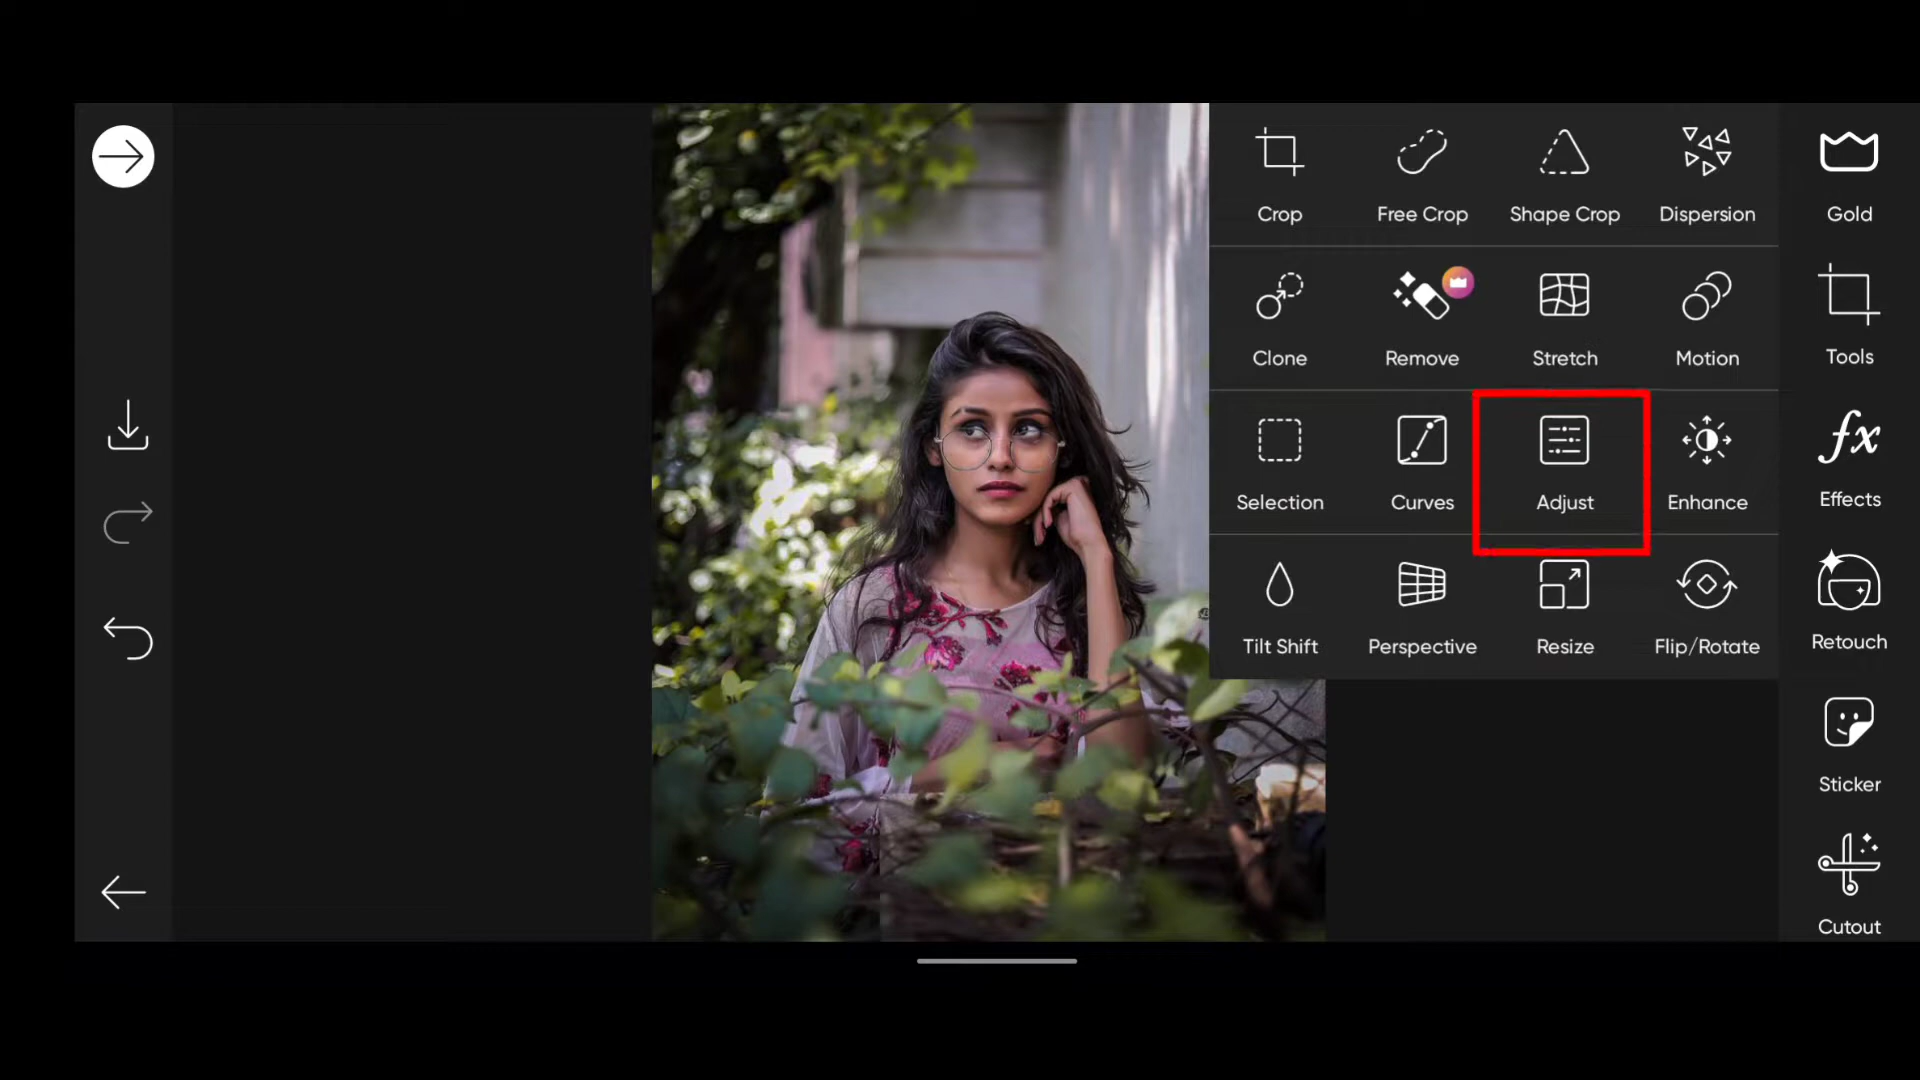 Crop Free Crop Shape Crop Dispersion
Clone Remove Stretch Motion
Selection Curves Adjust Enhance
Tilt Shift Perspective Resize Flip/Rotate
Gold
Tools
fx
Effects
Retouch
Sticker
Cutout